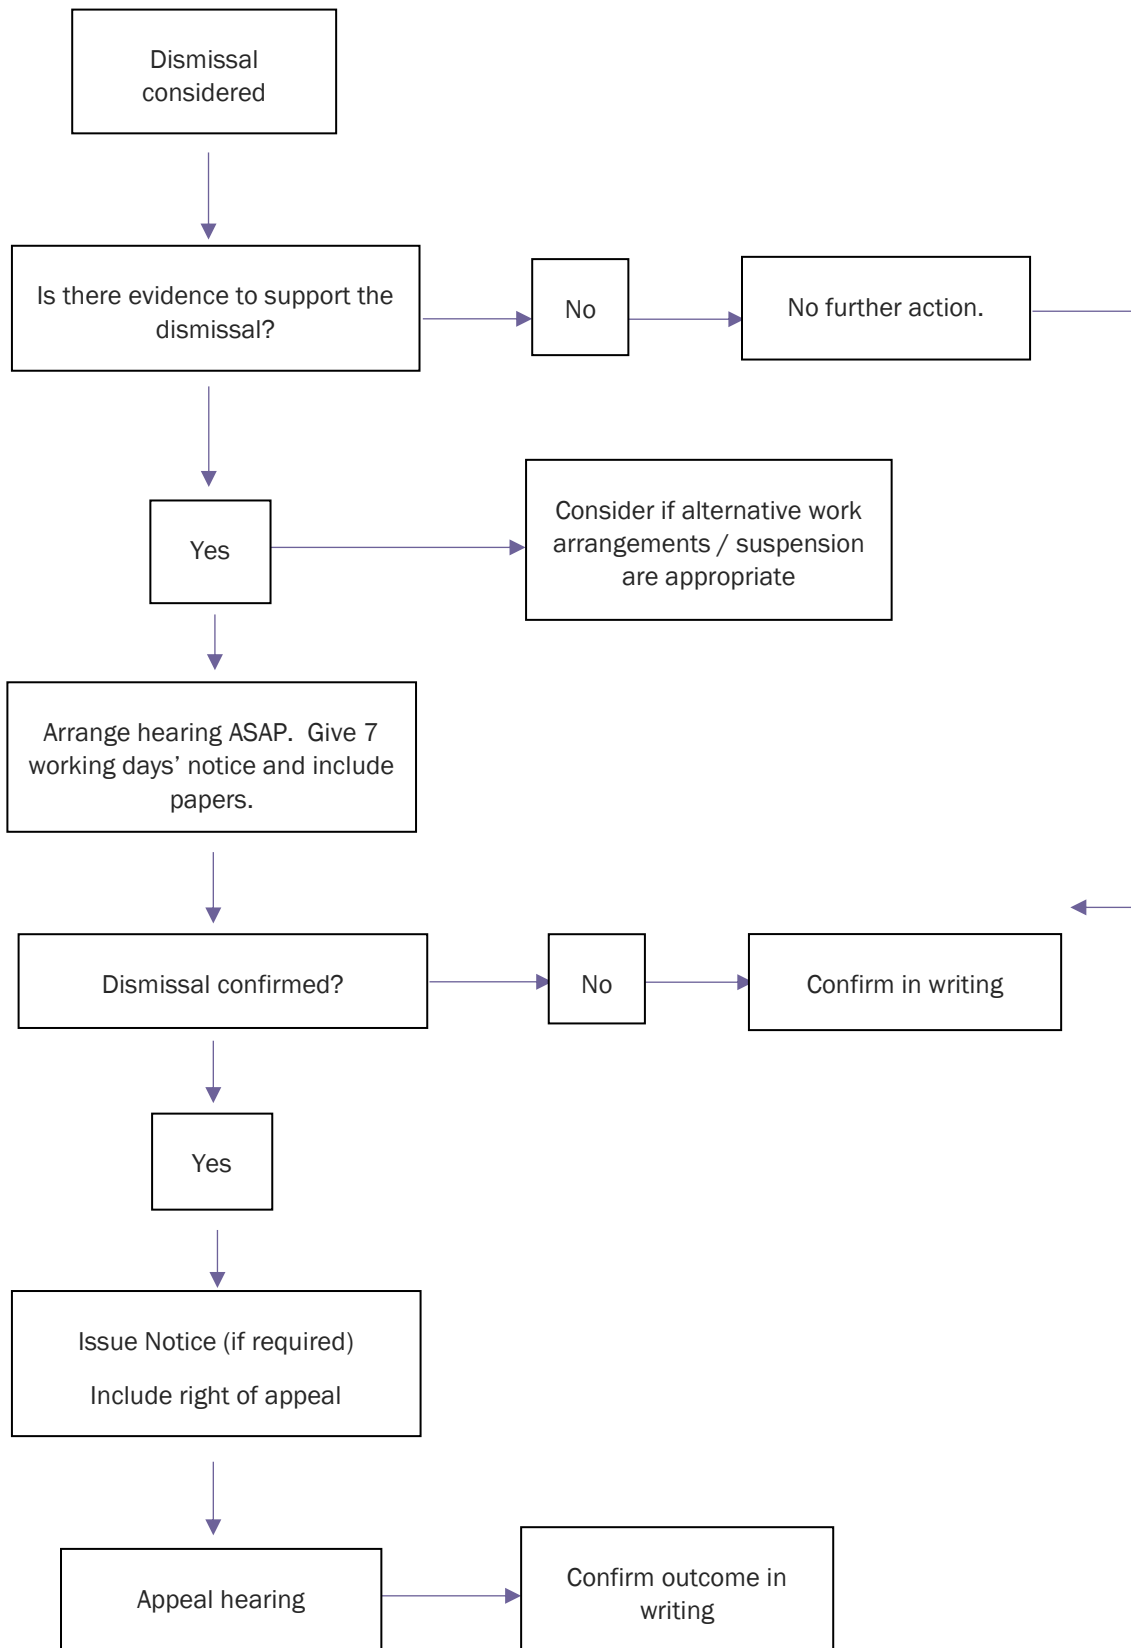 Dismissal
considered
Is there evidence to support the
dismissal?
No
No further action.
Yes
Consider if alternative work
arrangements / suspension
are appropriate
Arrange hearing ASAP.  Give 7
working days’ notice and include
papers.
Dismissal confirmed?
No
Confirm in writing
Yes
Issue Notice (if required)
Include right of appeal
Appeal hearing
Confirm outcome in
writing